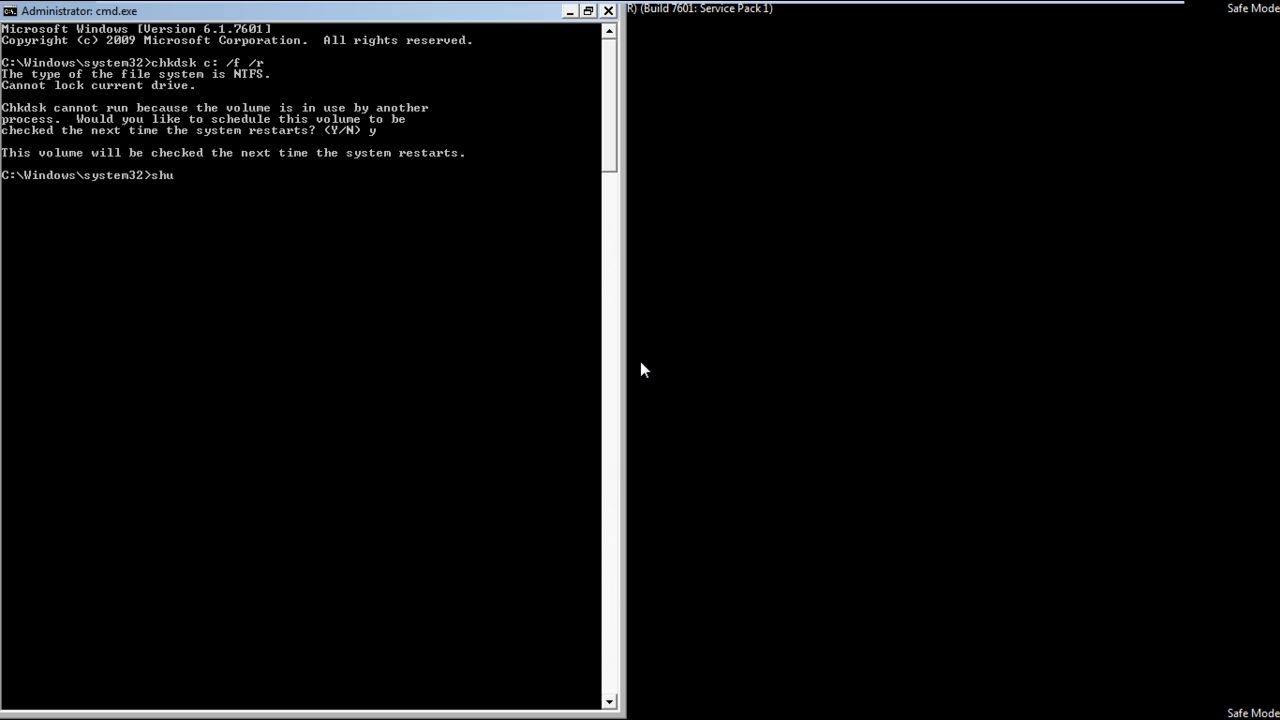 Administrator: cmd.exe
R) (Build 7601: Service Pack 1)
Safe Mode
Microsoft Windows [Version 6.1.7601]
Copyright (c) 2009 Microsoft Corporation.  All rights reserved.
C:\Windows\system32>chkdsk c: /f /r
The type of the file system is NTFS.
Cannot lock current drive.
Chkdsk cannot run because the volume is in use by another
process.  Would you like to schedule this volume to be
checked the next time the system restarts? (Y/N) y
This volume will be checked the next time the system restarts.
C:\Windows\system32>shu
Safe Mode